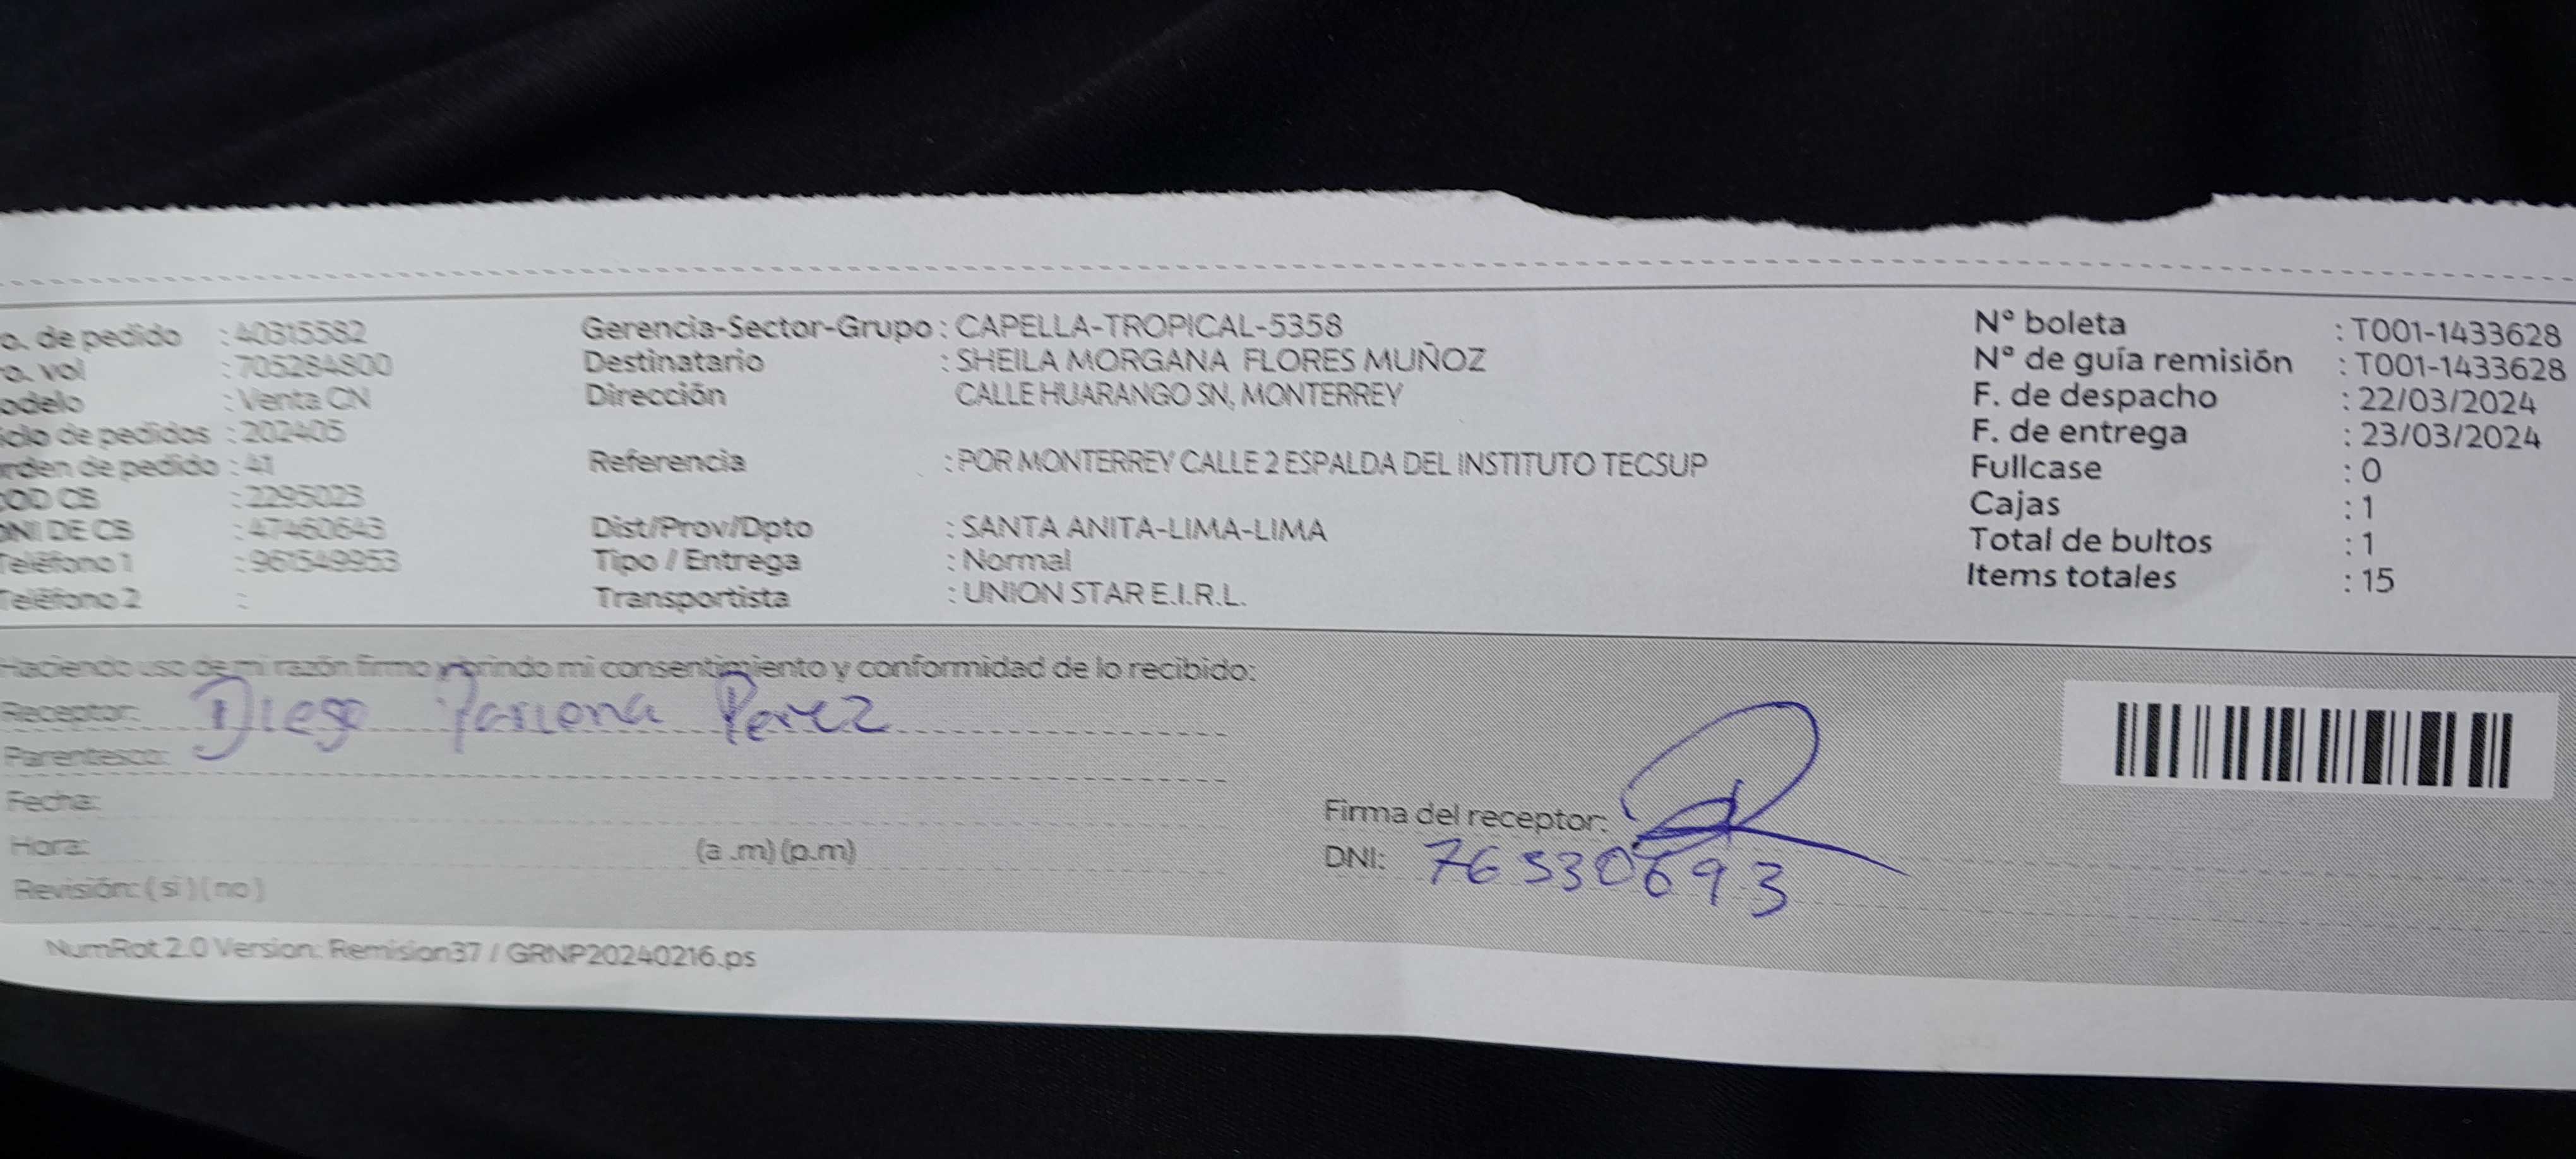 o. de pedido : 40315582
o. vol : 705284800
odelo : Venta CN
iclo de pedidos : 202405
rden de pedido : 41
COD CB : 2295023
DNI DE CB : 47460643
Teléfono 1 : 961549953
Teléfono 2 :
Gerencia-Sector-Grupo : CAPELLA-TROPICAL-5358
Destinatario : SHEILA MORGANA FLORES MUÑOZ
Dirección CALLE HUARANGO SN, MONTERREY
Referencia : POR MONTERREY CALLE 2 ESPALDA DEL INSTITUTO TECSUP
Dist/Prov/Dpto : SANTA ANITA-LIMA-LIMA
Tipo / Entrega : Normal
Transportista : UNION STAR E.I.R.L.
N° boleta : T001-1433628
N° de guía remisión : T001-1433628
F. de despacho : 22/03/2024
F. de entrega : 23/03/2024
Fullcase : 0
Cajas : 1
Total de bultos : 1
Items totales : 15
Haciendo uso de mi razón firmo y brindo mi consentimiento y conformidad de lo recibido:
Receptor: Diego Perez
Parentesco:
Fecha:
Hora: (a .m) (p.m)
Revisión: ( si ) ( no )
Firma del receptor:
DNI: 76530693
NumRot 2.0 Version: Remision37 / GRNP20240216.ps